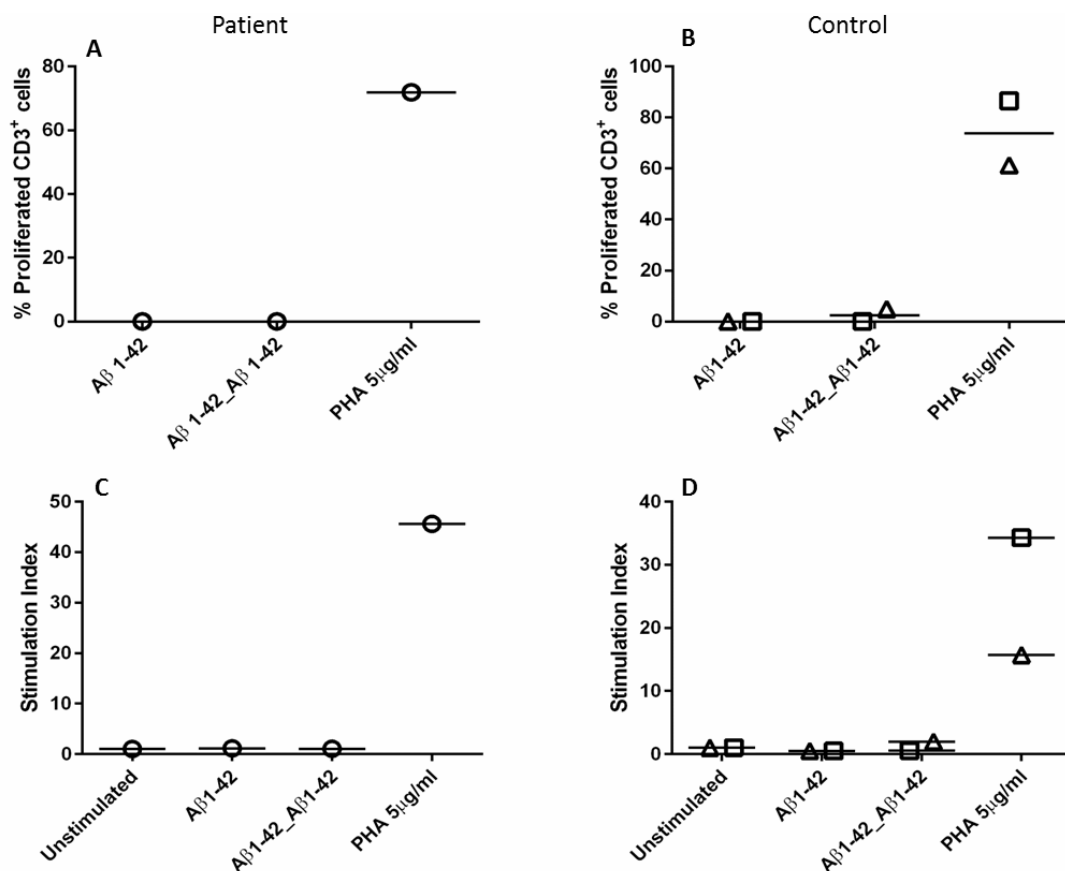 Patient
Control
A
% Proliferated CD3⁺ cells
80
60
40
20
0
Aβ 1-42
Aβ 1-42_Aβ 1-42
PHA 5μg/ml
B
% Proliferated CD3⁺ cells
100
80
60
40
20
0
Aβ1-42
Aβ1-42_Aβ1-42
PHA 5μg/ml
C
Stimulation Index
50
40
30
20
10
0
Unstimulated
Aβ1-42
Aβ1-42_Aβ1-42
PHA 5μg/ml
D
Stimulation Index
40
30
20
10
0
Unstimulated
Aβ1-42
Aβ1-42_Aβ1-42
PHA 5μg/ml